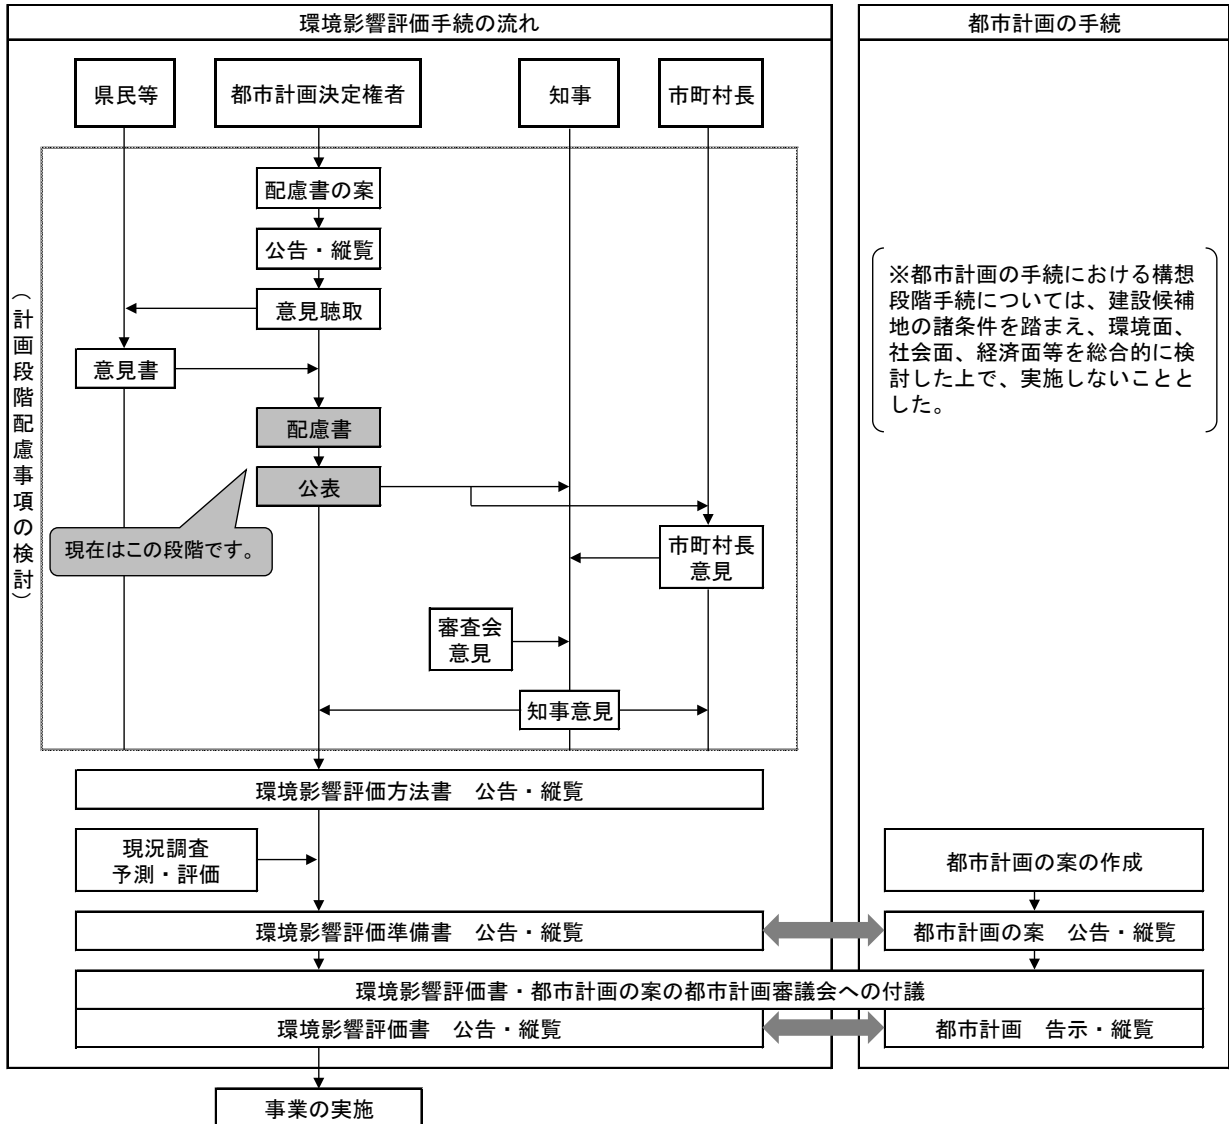 環境影響評価手続の流れ
都市計画の手続
県民等
都市計画決定権者
知事
市町村長
（計画段階配慮事項の検討）
配慮書の案
公告・縦覧
意見聴取
意見書
配慮書
公表
現在はこの段階です。
市町村長
意見
審査会
意見
知事意見
※都市計画の手続における構想
段階手続については、建設候補
地の諸条件を踏まえ、環境面、
社会面、経済面等を総合的に検
討した上で、実施しないことと
した。
環境影響評価方法書　公告・縦覧
現況調査
予測・評価
都市計画の案の作成
環境影響評価準備書　公告・縦覧
都市計画の案　公告・縦覧
環境影響評価書・都市計画の案の都市計画審議会への付議
環境影響評価書　公告・縦覧
都市計画　告示・縦覧
事業の実施